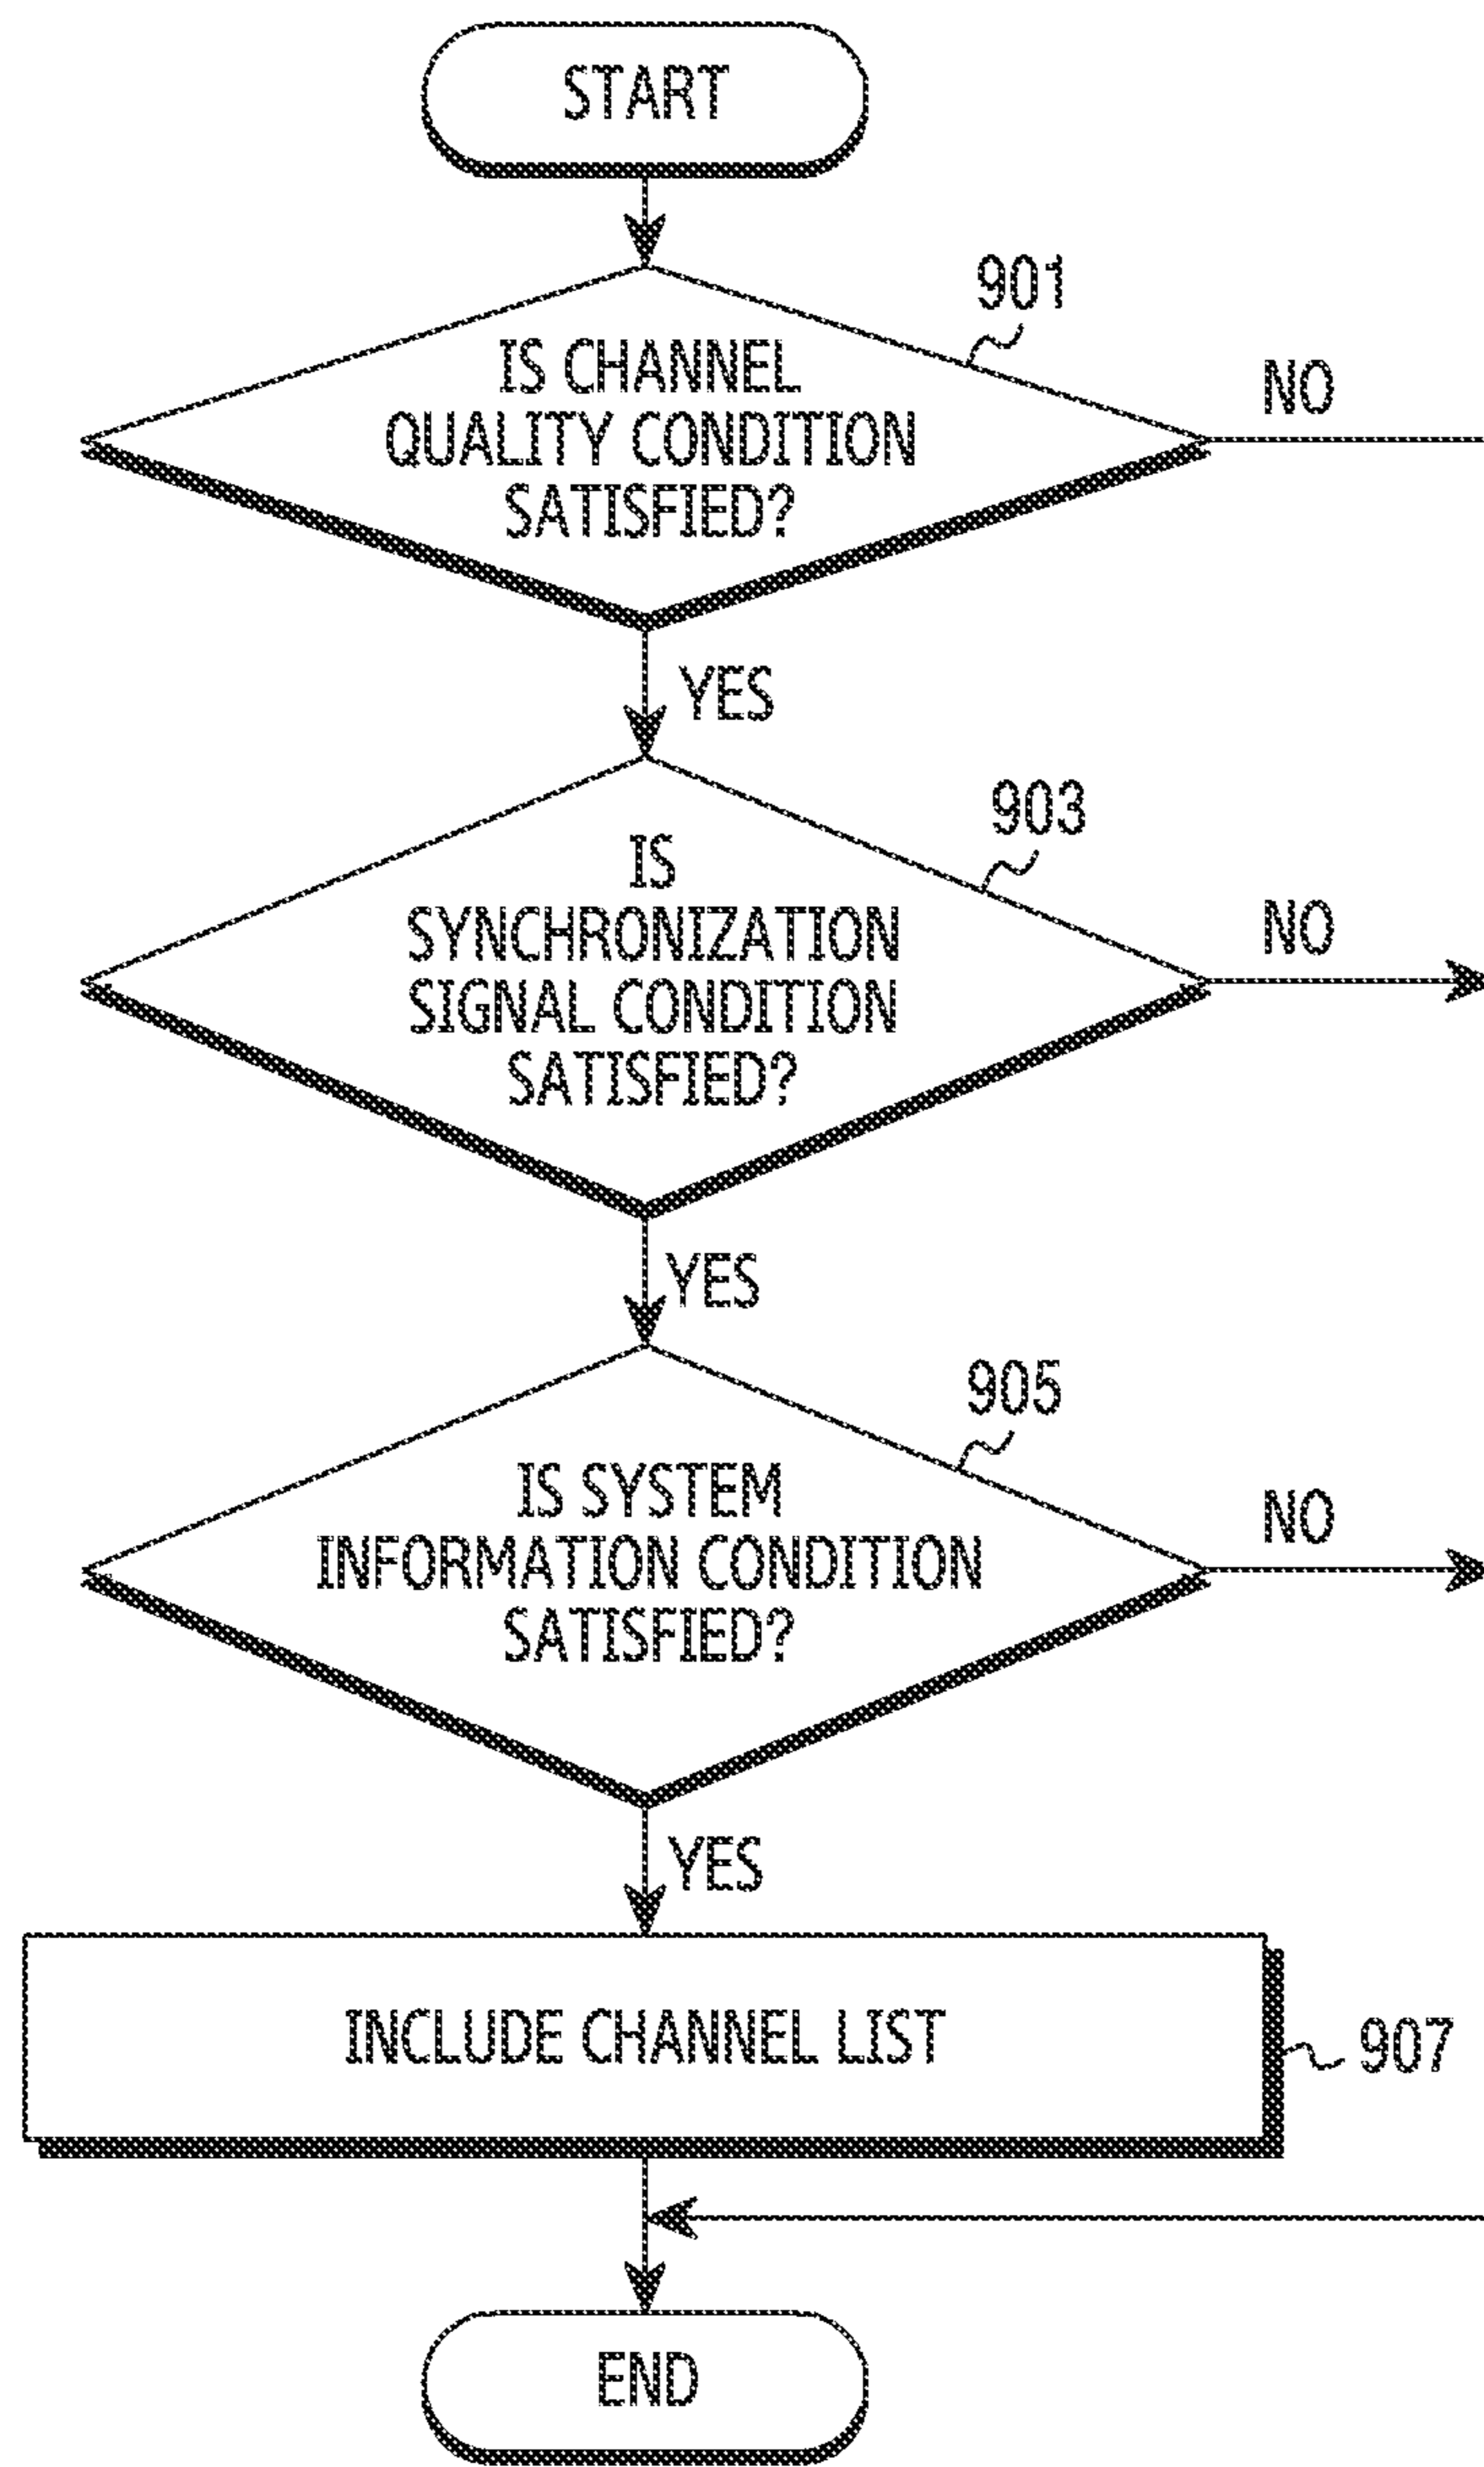 START
901
IS CHANNEL
QUALITY CONDITION
SATISFIED?
NO
YES
903
IS
SYNCHRONIZATION
SIGNAL CONDITION
SATISFIED?
NO
YES
905
IS SYSTEM
INFORMATION CONDITION
SATISFIED?
NO
YES
INCLUDE CHANNEL LIST
907
END